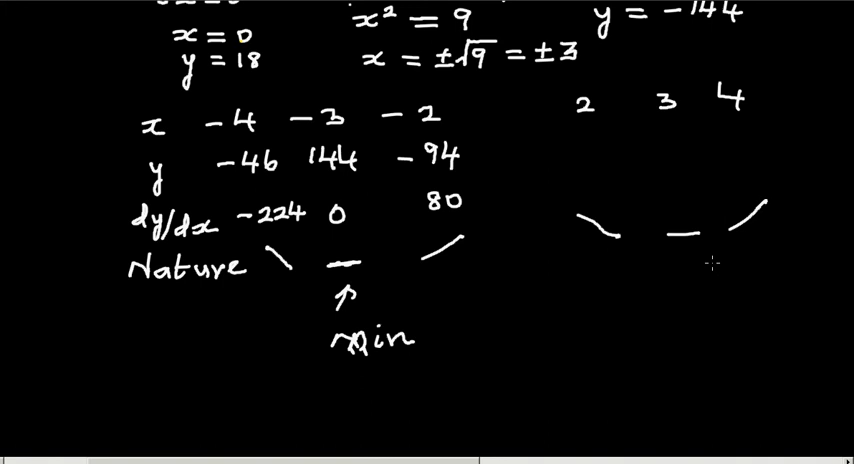 x² = 9
y = -144
x = 0
y = 18
x = ±√9 = ±3
x -4 -3 -2 2 3 4
y -46 144 -94
dy/dx -224 0 80
Nature
min